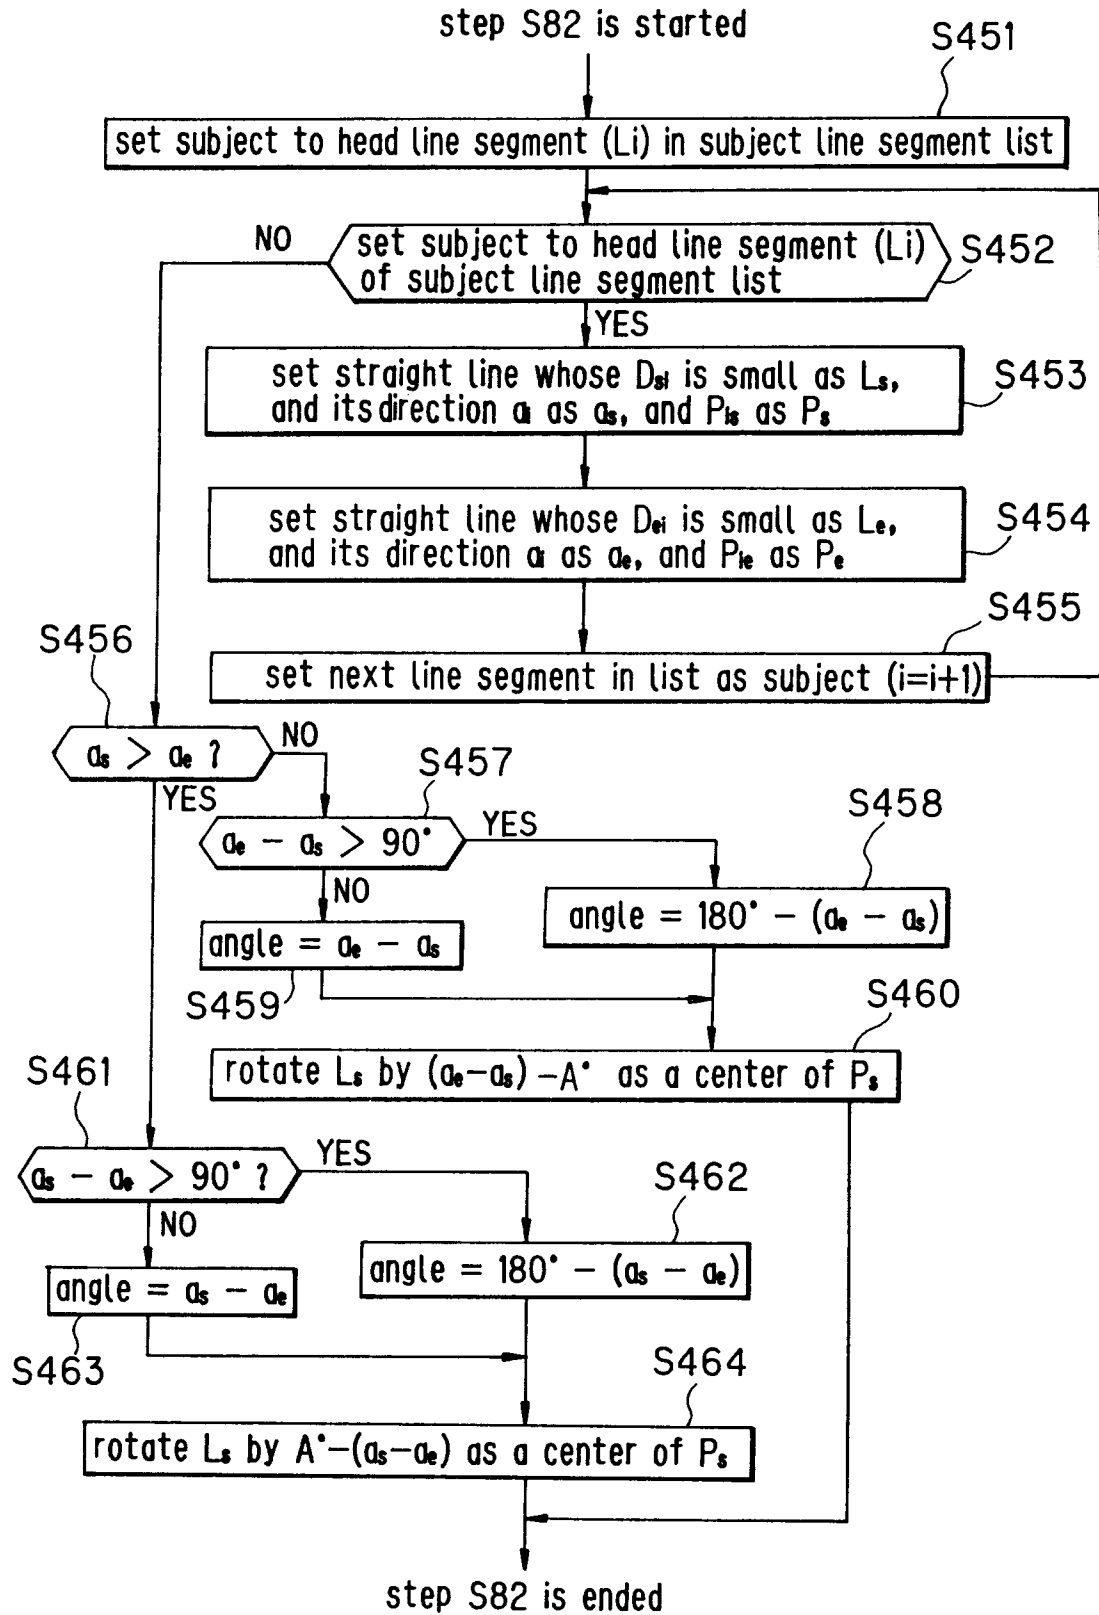 step S82 is started
S451
set subject to head line segment (Li) in subject line segment list
NO
set subject to head line segment (Li)
of subject line segment list
S452
YES
set straight line whose Dsi is small as Ls,
and its direction ai as as, and Pis as Ps
S453
set straight line whose Dei is small as Le,
and its direction ai as ae, and Pie as Pe
S454
S455
set next line segment in list as subject (i=i+1)
S456
as > ae ?
NO
YES
S457
ae - as > 90°
YES
NO
S458
angle = 180° - (ae - as)
angle = ae - as
S459
S460
rotate Ls by (ae-as)-A° as a center of Ps
S461
as - ae > 90° ?
YES
NO
S462
angle = 180° - (as - ae)
angle = as - ae
S463
S464
rotate Ls by A°-(as-ae) as a center of Ps
step S82 is ended